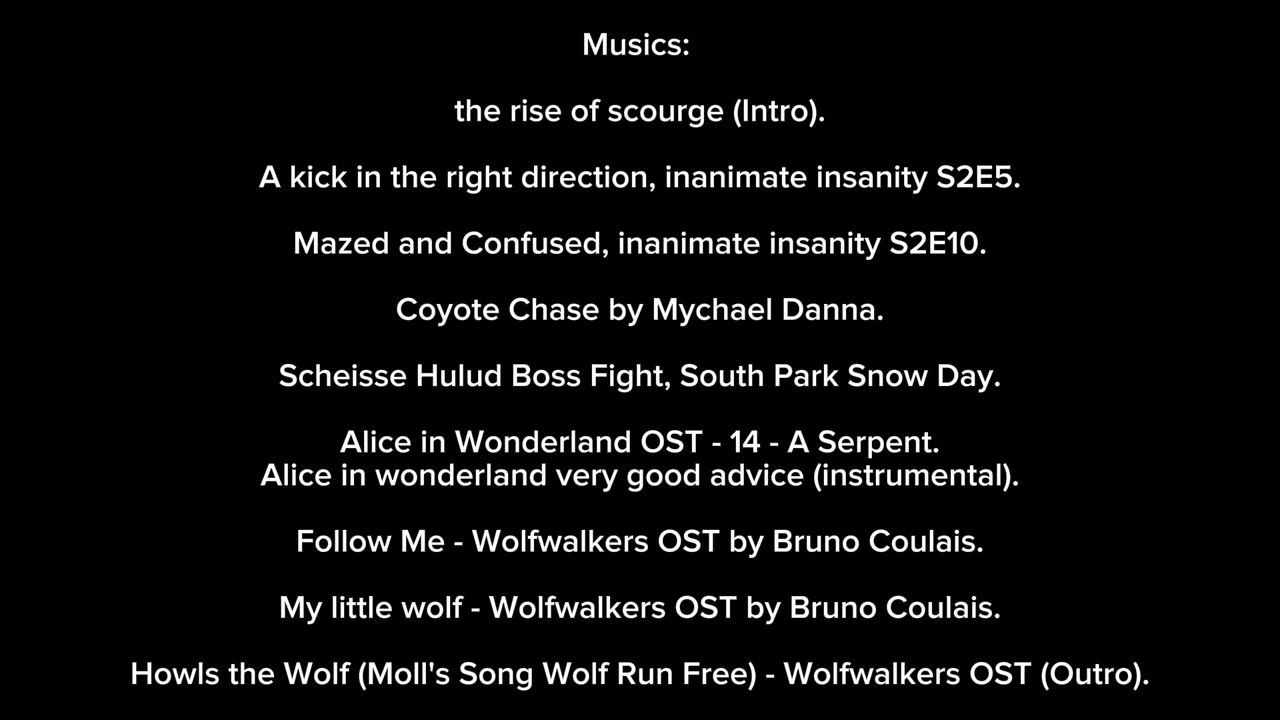 Musics:
the rise of scourge (Intro).
A kick in the right direction, inanimate insanity S2E5.
Mazed and Confused, inanimate insanity S2E10.
Coyote Chase by Mychael Danna.
Scheisse Hulud Boss Fight, South Park Snow Day.
Alice in Wonderland OST - 14 - A Serpent.
Alice in wonderland very good advice (instrumental).
Follow Me - Wolfwalkers OST by Bruno Coulais.
My little wolf - Wolfwalkers OST by Bruno Coulais.
Howls the Wolf (Moll's Song Wolf Run Free) - Wolfwalkers OST (Outro).